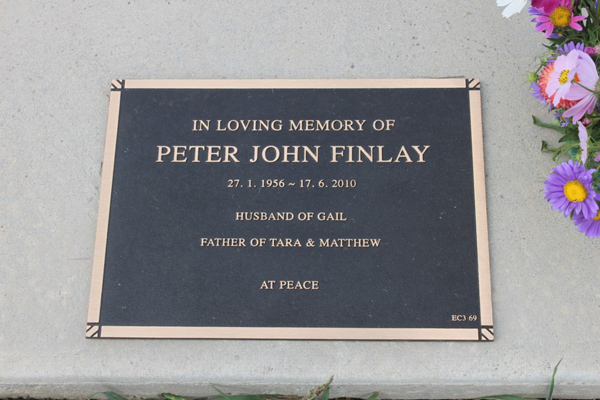 IN LOVING MEMORY OF
PETER JOHN FINLAY
27. 1. 1956 ~ 17. 6. 2010
HUSBAND OF GAIL
FATHER OF TARA & MATTHEW
AT PEACE
EC3 69